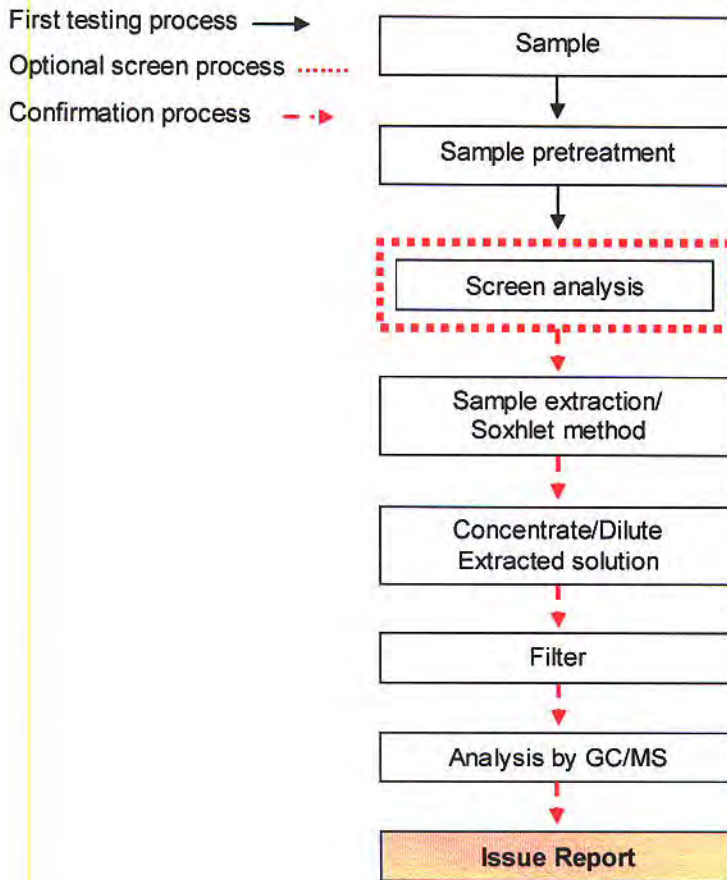 First testing process
Optional screen process
Confirmation process
Sample
Sample pretreatment
Screen analysis
Sample extraction/
Soxhlet method
Concentrate/Dilute
Extracted solution
Filter
Analysis by GC/MS
Issue Report